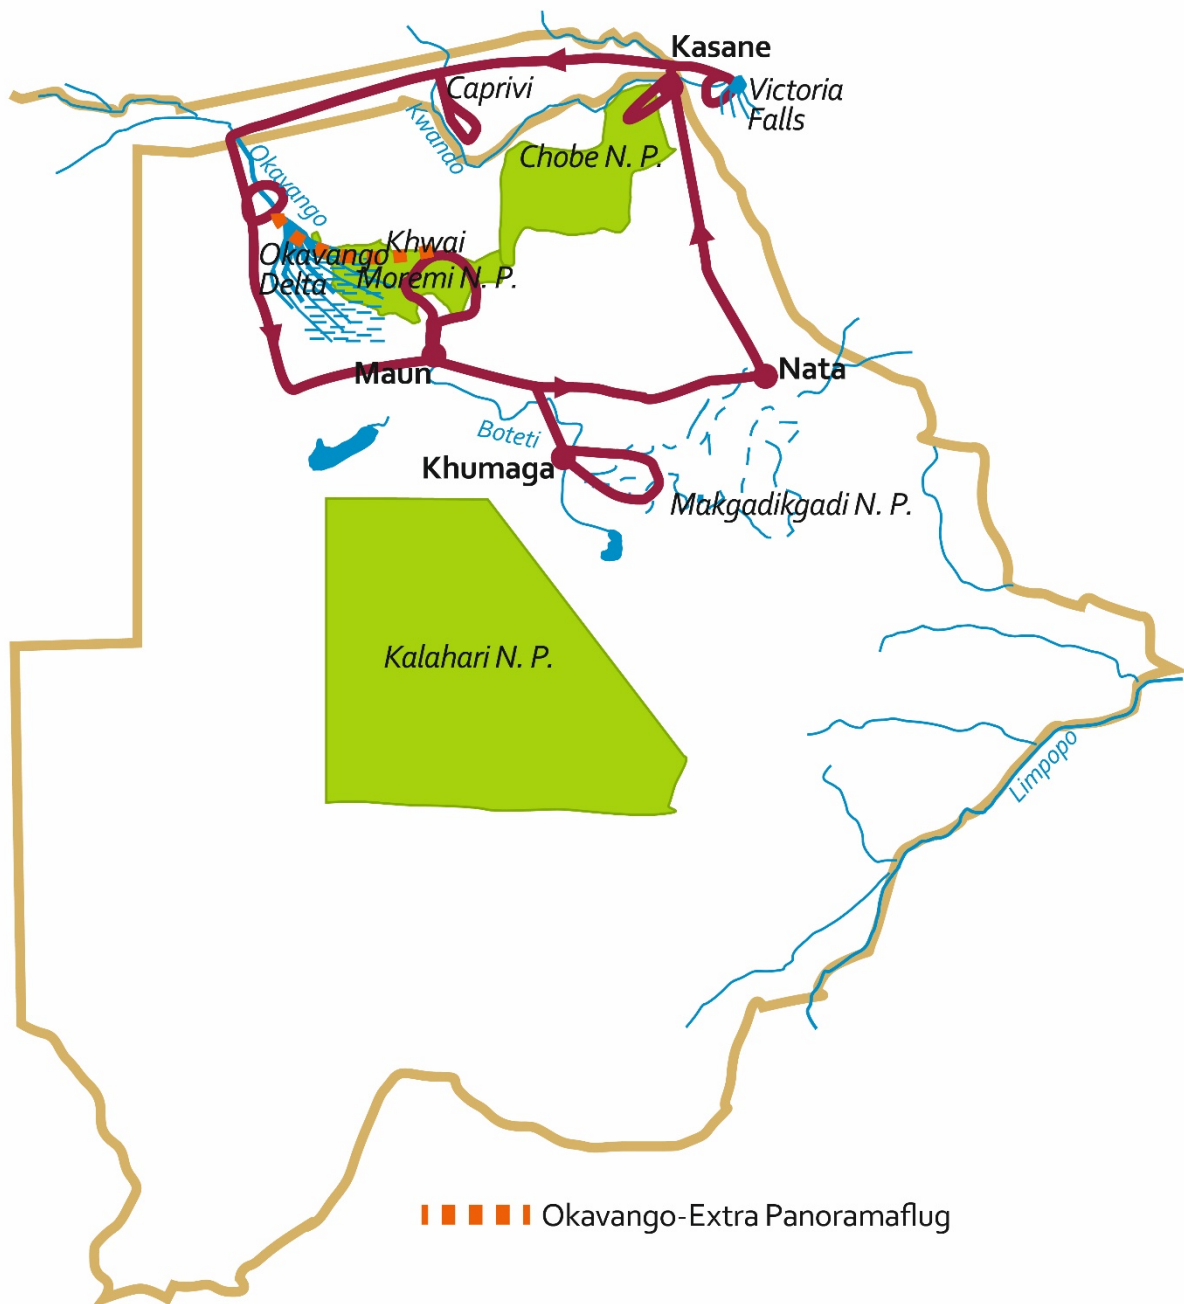 Kasane
Caprivi
Victoria
Falls
Kwando
Chobe N. P.
Okavango
Khwai
Okavango
Delta
Moremi N. P.
Maun
Nata
Boteti
Khumaga
Makgadikgadi N. P.
Kalahari N. P.
Limpopo
Okavango-Extra Panoramaflug